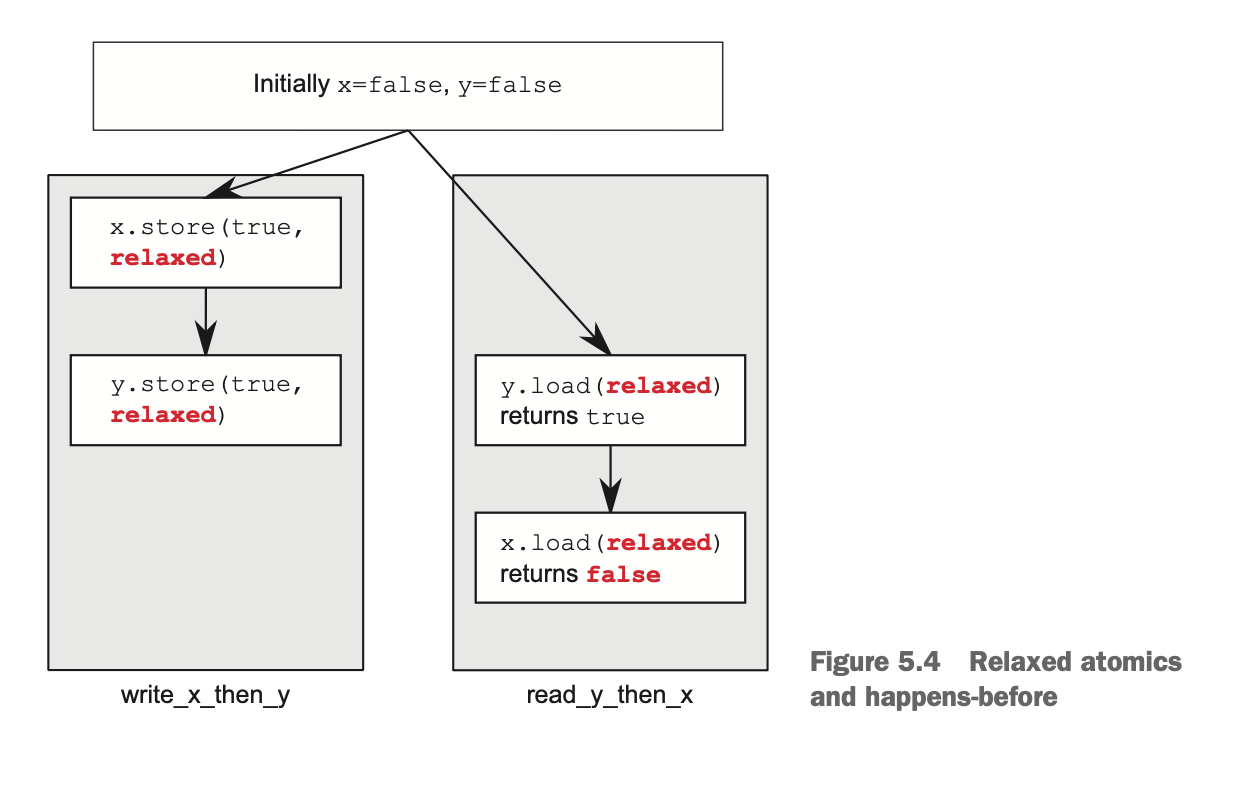 Initially x=false, y=false
x.store(true,
relaxed)
y.store(true,
relaxed)
write_x_then_y
y.load(relaxed)
returns true
x.load(relaxed)
returns false
read_y_then_x
Figure 5.4 Relaxed atomics
and happens-before